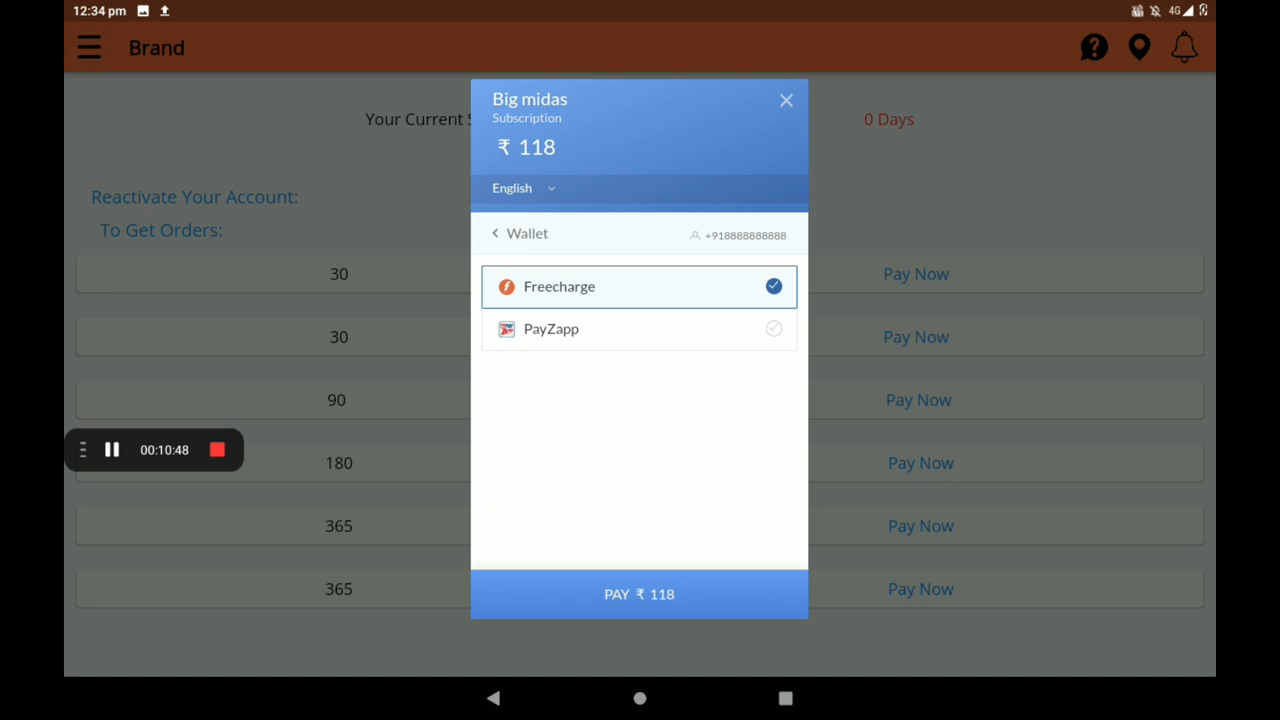 12:34 pm
4G
Brand
Big midas
Subscription
₹ 118
English
Your Current S
0 Days
Reactivate Your Account:
To Get Orders:
Wallet
+918888888888
Freecharge
PayZapp
30 Pay Now
30 Pay Now
90 Pay Now
00:10:48
180 Pay Now
365 Pay Now
365 Pay Now
PAY ₹ 118